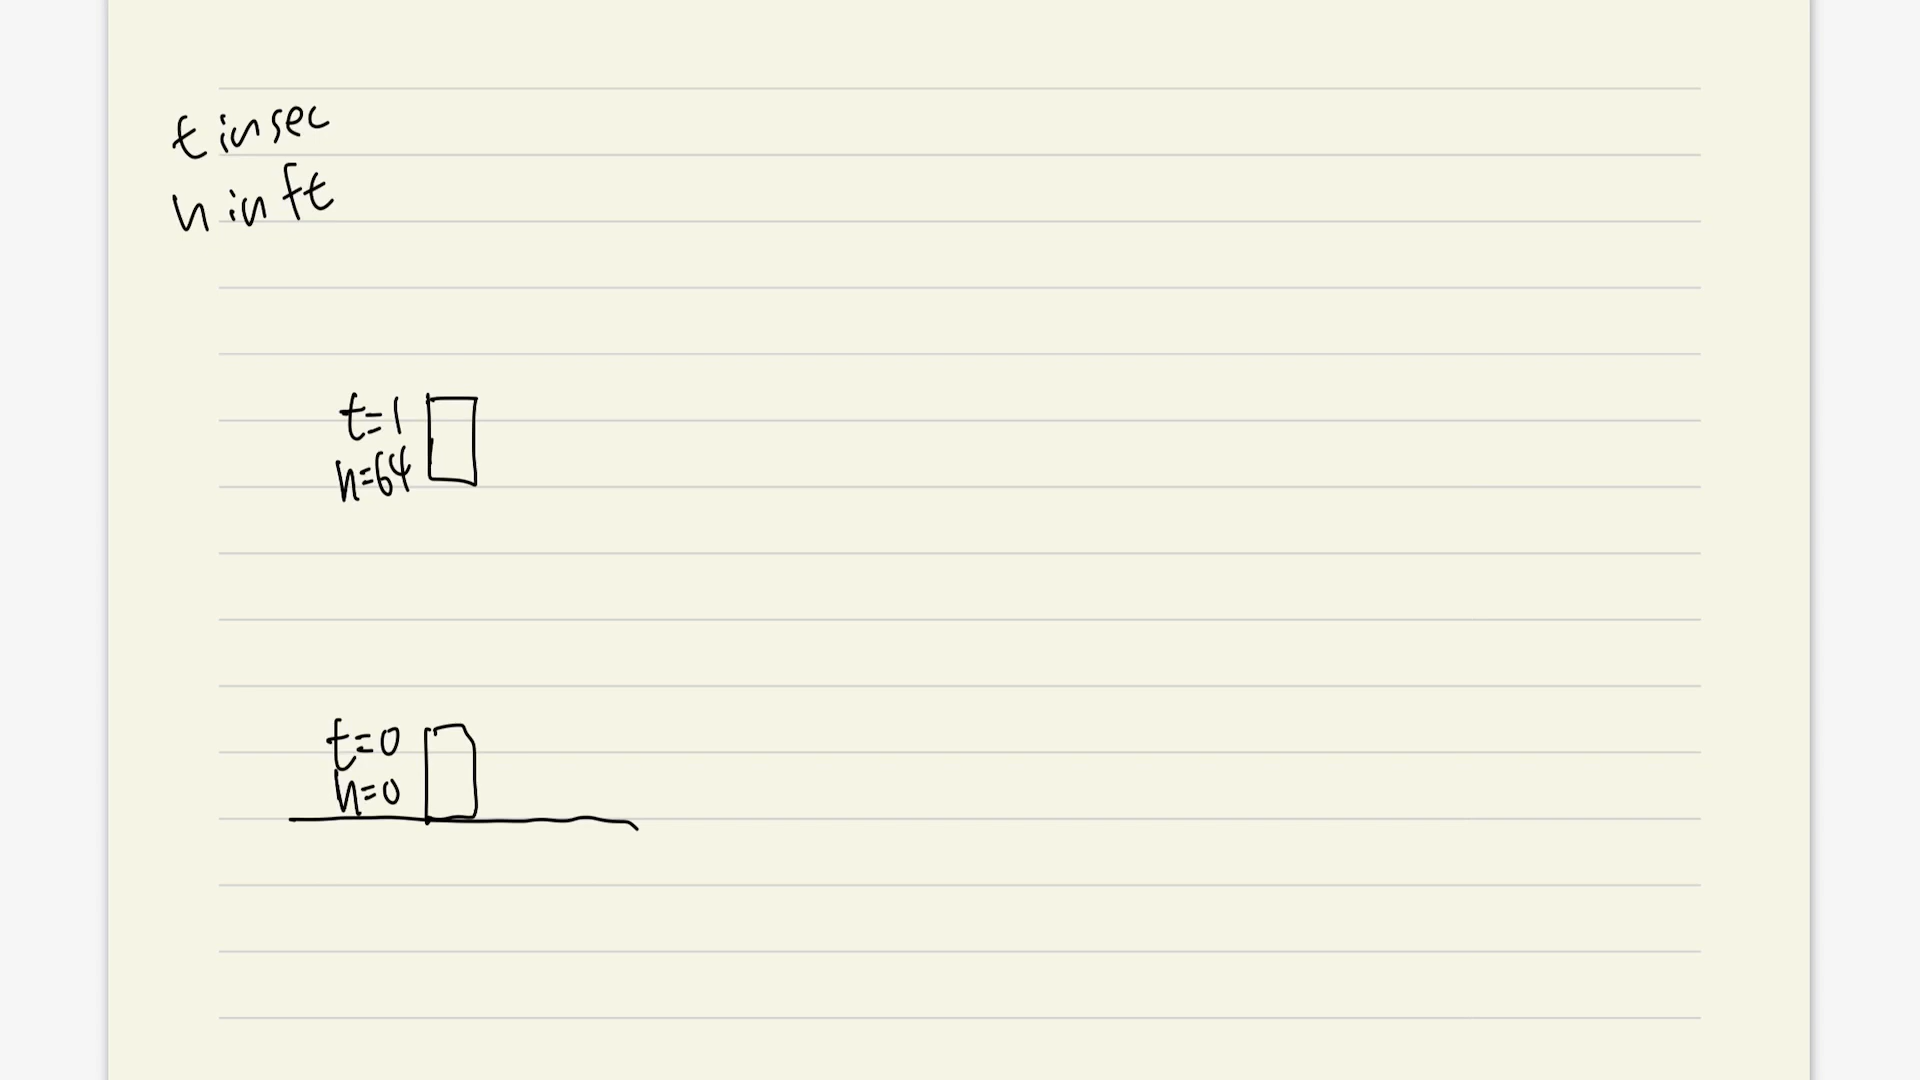 t in sec
h in ft
t=1
h=64
t=0
h=0